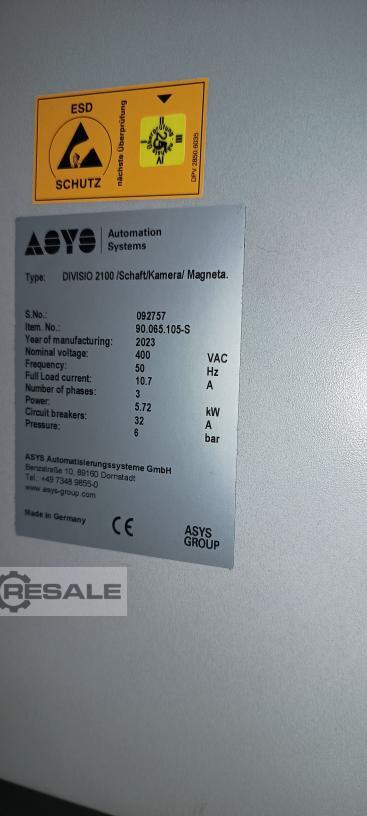 ESD
SCHUTZ
nächste Überprüfung
25
DPV 2850.6035
ASYS
Automation
Systems
Type: DIVISIO 2100 /Schaft/Kamera/ Magneta.
S.No.: 092757
Item. No.: 90.065.105-S
Year of manufacturing: 2023
Nominal voltage: 400 VAC
Frequency: 50 Hz
Full Load current: 10.7 A
Number of phases: 3
Power: 5.72 kW
Circuit breakers: 32 A
Pressure: 6 bar
ASYS Automatisierungssysteme GmbH
Benzstraße 10, 89160 Dornstadt
Tel.: +49 7348 9855-0
www.asys-group.com
Made in Germany
CE
ASYS
GROUP
RESALE